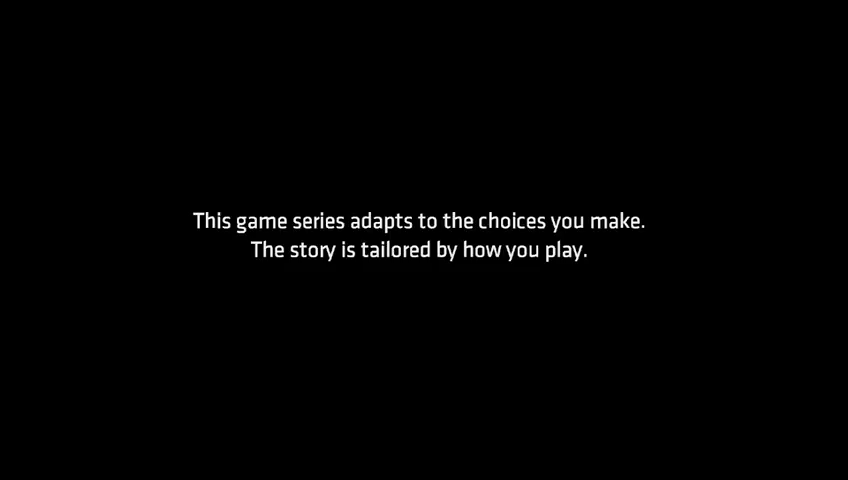 This game series adapts to the choices you make.
The story is tailored by how you play.